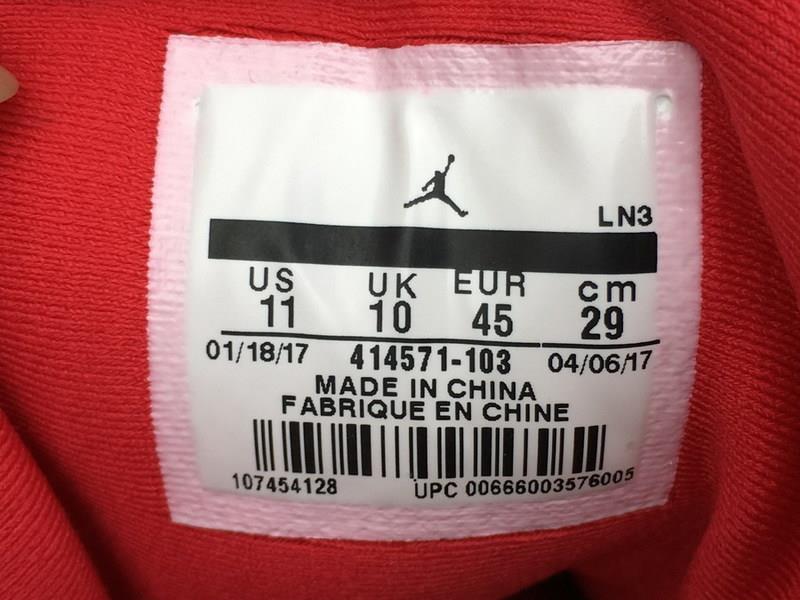 LN3
US UK EUR cm
11 10 45 29
01/18/17 414571-103 04/06/17
MADE IN CHINA
FABRIQUE EN CHINE
107454128 UPC 00666003576005